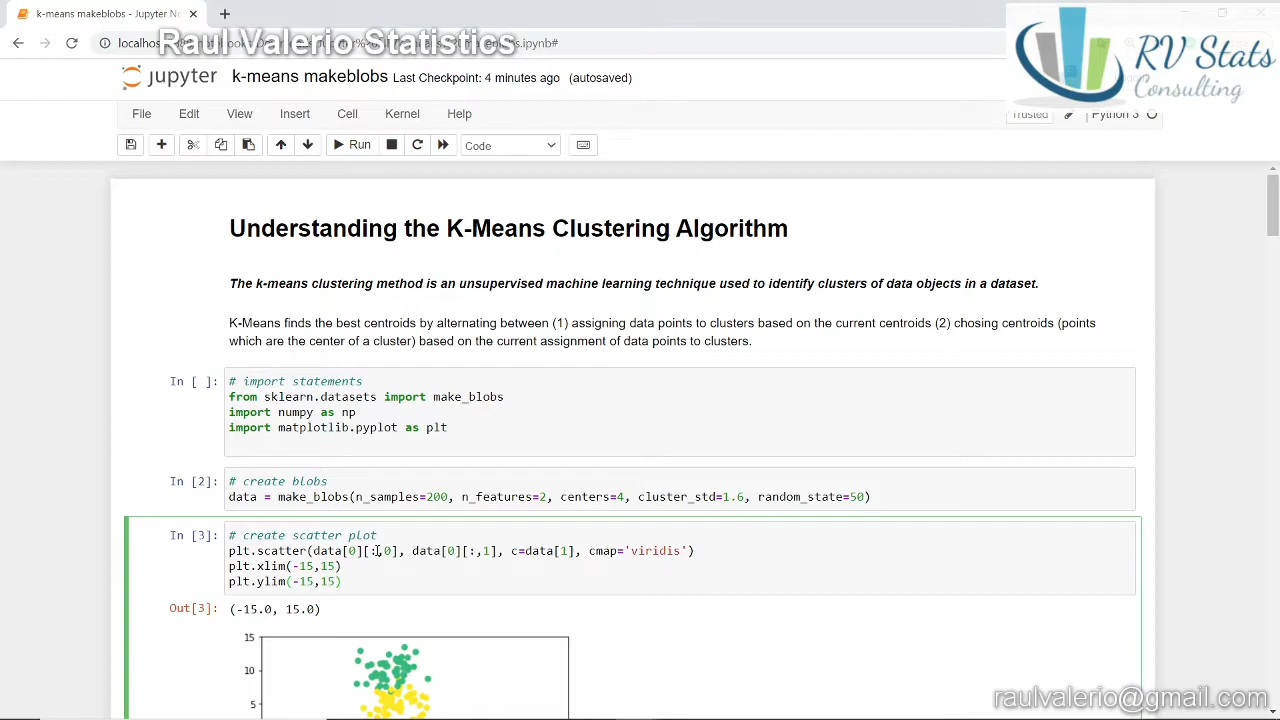 k-means makeblobs - Jupyter No
localhos
Raul Valerio Statistics
.ipynb#
RV Stats
Consulting
jupyter k-means makeblobs Last Checkpoint: 4 minutes ago (autosaved)
File Edit View Insert Cell Kernel Help
Trusted Python 3
Run Code
Understanding the K-Means Clustering Algorithm
The k-means clustering method is an unsupervised machine learning technique used to identify clusters of data objects in a dataset.
K-Means finds the best centroids by alternating between (1) assigning data points to clusters based on the current centroids (2) chosing centroids (points
which are the center of a cluster) based on the current assignment of data points to clusters.
In [ ]: # import statements
from sklearn.datasets import make_blobs
import numpy as np
import matplotlib.pyplot as plt
In [2]: # create blobs
data = make_blobs(n_samples=200, n_features=2, centers=4, cluster_std=1.6, random_state=50)
In [3]: # create scatter plot
plt.scatter(data[0][:,0], data[0][:,1], c=data[1], cmap='viridis')
plt.xlim(-15,15)
plt.ylim(-15,15)
Out[3]: (-15.0, 15.0)
15
10
5
raulvalerio@gmail.com